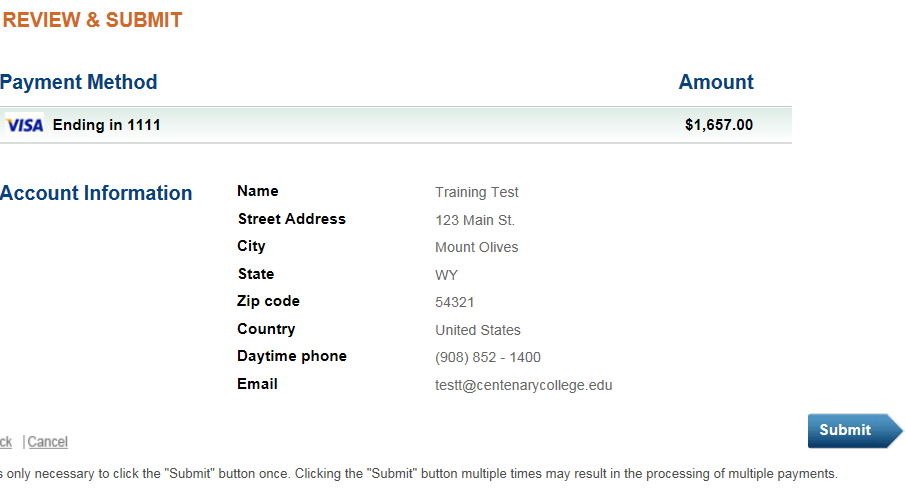 REVIEW & SUBMIT
Payment Method Amount
VISA Ending in 1111 $1,657.00
Account Information Name Training Test
Street Address 123 Main St.
City Mount Olives
State WY
Zip code 54321
Country United States
Daytime phone (908) 852 - 1400
Email testt@centenarycollege.edu
Submit
ck | Cancel
s only necessary to click the "Submit" button once. Clicking the "Submit" button multiple times may result in the processing of multiple payments.